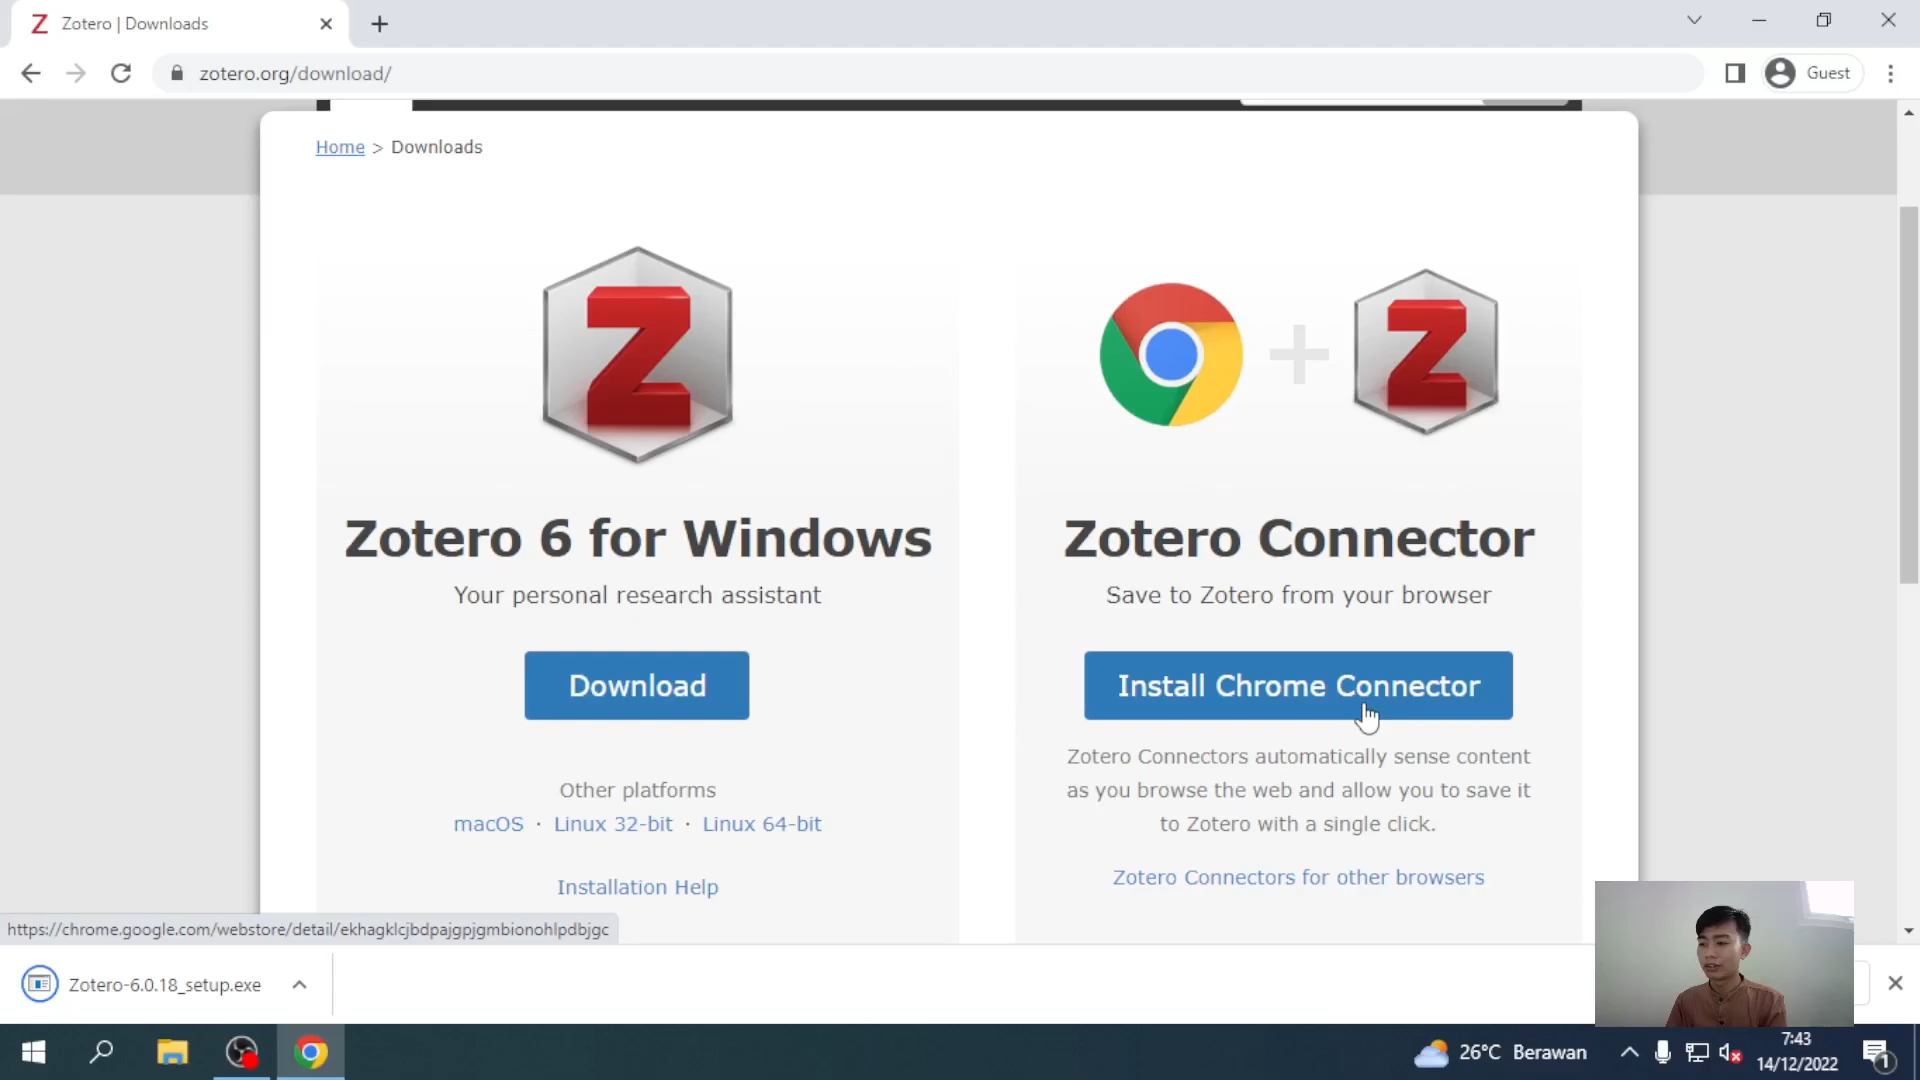 Zotero | Downloads
zotero.org/download/
Guest
Home > Downloads
Zotero 6 for Windows
Your personal research assistant
Download
Other platforms
macOS · Linux 32-bit · Linux 64-bit
Installation Help
Zotero Connector
Save to Zotero from your browser
Install Chrome Connector
Zotero Connectors automatically sense content
as you browse the web and allow you to save it
to Zotero with a single click.
Zotero Connectors for other browsers
https://chrome.google.com/webstore/detail/ekhagklcjbdpajgpjgmbionohlpdbjgc
Zotero-6.0.18_setup.exe
26°C Berawan
7:43
14/12/2022
1